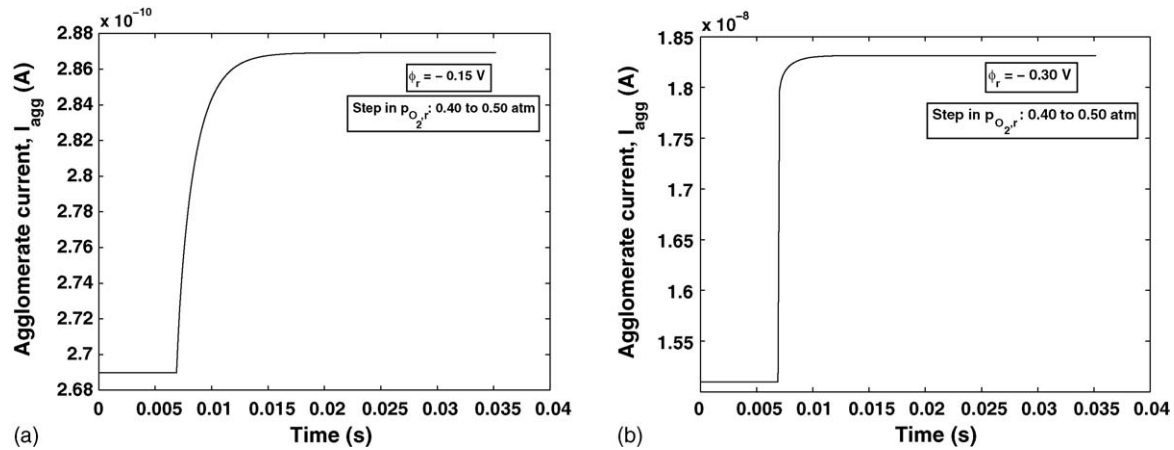 x 10⁻¹⁰
2.88
2.86
2.84
2.82
2.8
2.78
2.76
2.74
2.72
2.7
2.68
Agglomerate current, I_agg (A)
ϕ_r = – 0.15 V
Step in p_O₂,r : 0.40 to 0.50 atm
0 0.005 0.01 0.015 0.02 0.025 0.03 0.035 0.04
(a) Time (s)
x 10⁻⁸
1.85
1.8
1.75
1.7
1.65
1.6
1.55
Agglomerate current, I_agg (A)
ϕ_r = – 0.30 V
Step in p_O₂,r : 0.40 to 0.50 atm
0 0.005 0.01 0.015 0.02 0.025 0.03 0.035 0.04
(b) Time (s)